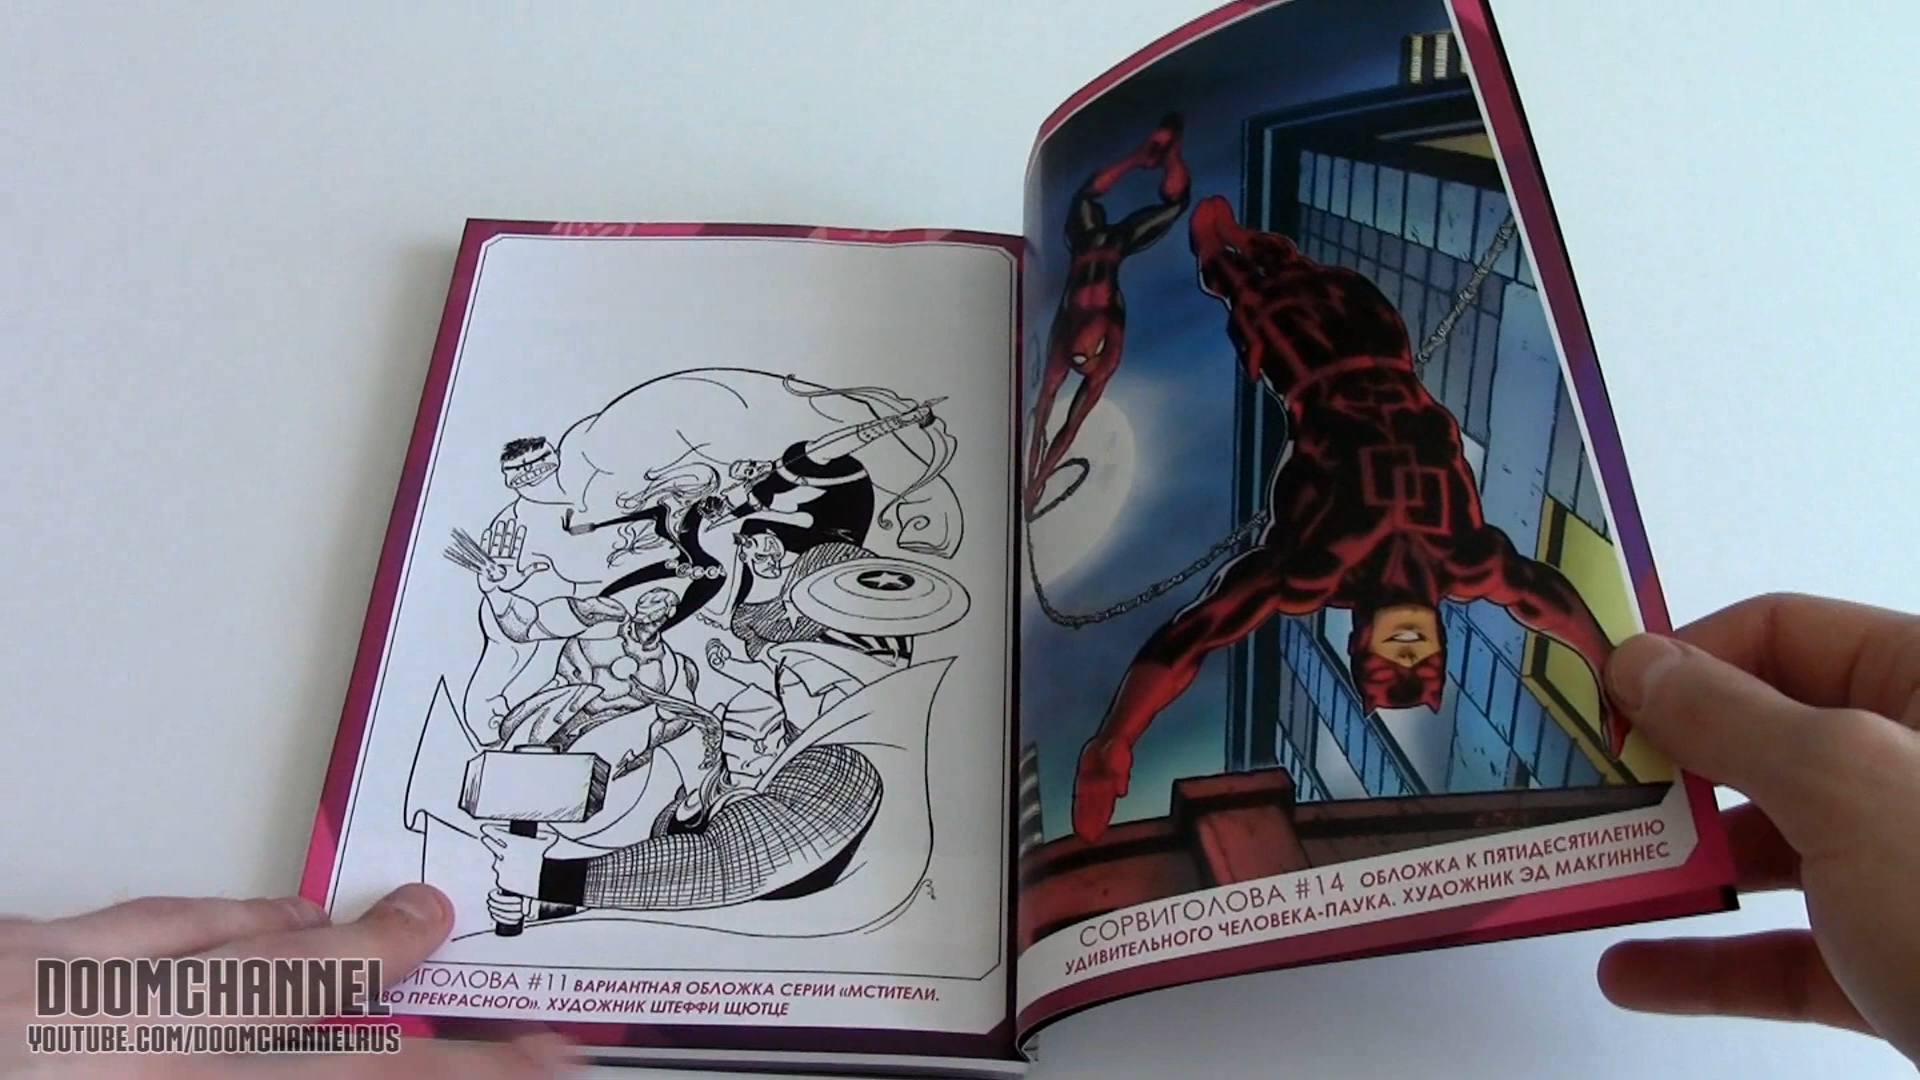 ВИГОЛОВА #11 ВАРИАНТНАЯ ОБЛОЖКА СЕРИИ «МСТИТЕЛИ.
ВО ПРЕКРАСНОГО». ХУДОЖНИК ШТЕФФИ ЩЮТЦЕ
СОРВИГОЛОВА #14 ОБЛОЖКА К ПЯТИДЕСЯТИЛЕТИЮ
УДИВИТЕЛЬНОГО ЧЕЛОВЕКА-ПАУКА. ХУДОЖНИК ЭД МАКГИННЕС
DOOMCHANNEL
YOUTUBE.COM/DOOMCHANNELRUS